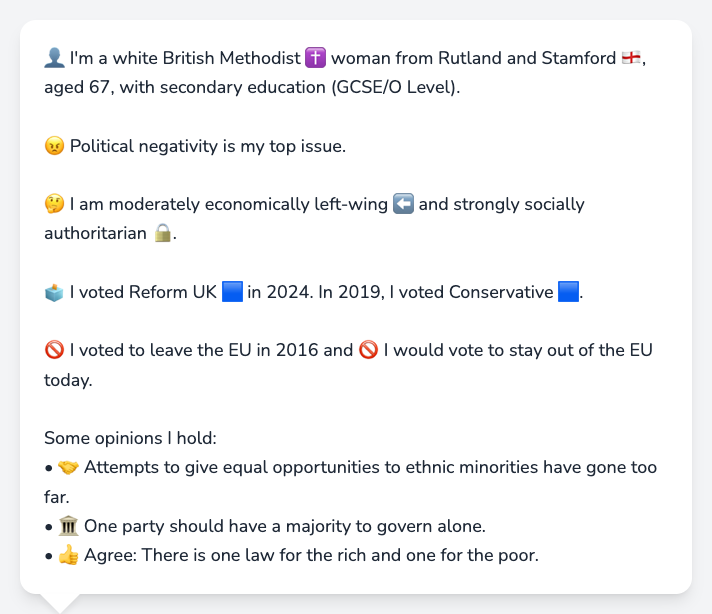 👤 I'm a white British Methodist ✝️ woman from Rutland and Stamford 🏴󠁧󠁢󠁥󠁮󠁧󠁿,
aged 67, with secondary education (GCSE/O Level).
😠 Political negativity is my top issue.
🤔 I am moderately economically left-wing ⬅️ and strongly socially
authoritarian 🔒.
🗳️ I voted Reform UK 🟦 in 2024. In 2019, I voted Conservative 🟦.
🚫 I voted to leave the EU in 2016 and 🚫 I would vote to stay out of the EU
today.
Some opinions I hold:
• 🤝 Attempts to give equal opportunities to ethnic minorities have gone too
far.
• 🏛️ One party should have a majority to govern alone.
• 👍 Agree: There is one law for the rich and one for the poor.